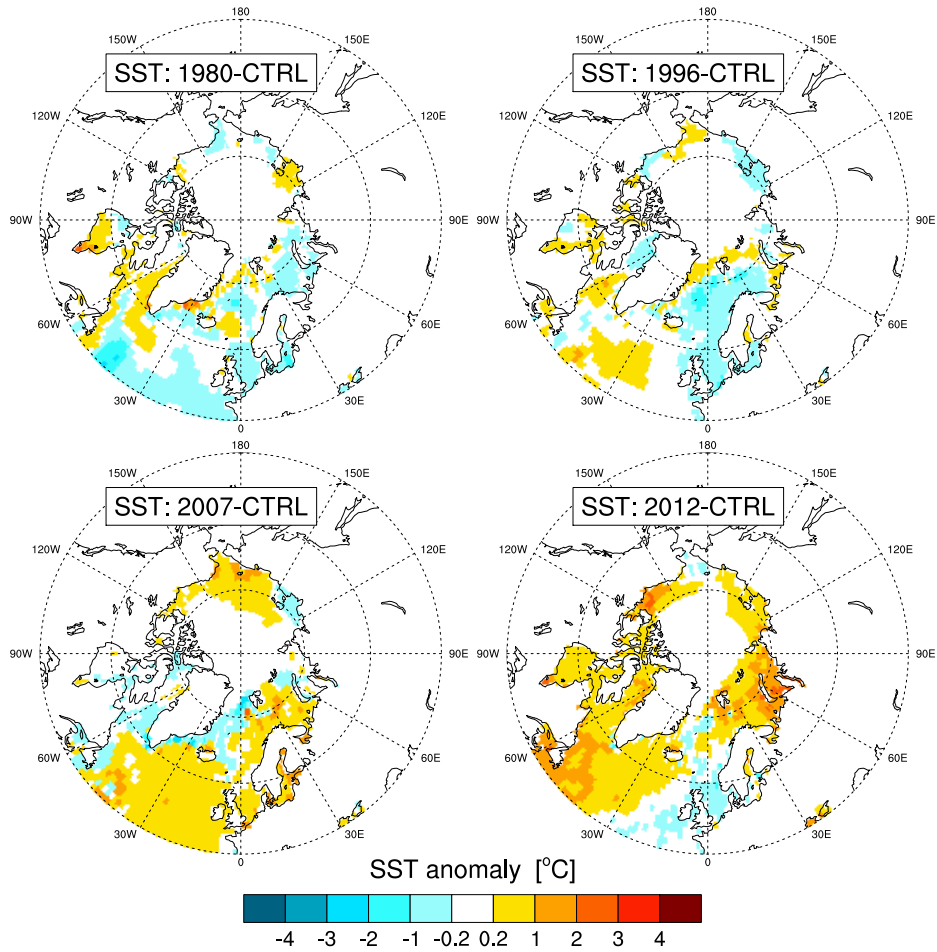 180
180
150W
150E
150W
150E
SST: 1980-CTRL
SST: 1996-CTRL
120W
120E
120W
120E
90W
90E
90W
90E
60W
60E
60W
60E
30W
30E
30W
30E
0
0
180
180
150W
150E
150W
150E
SST: 2007-CTRL
SST: 2012-CTRL
120W
120E
120W
120E
90W
90E
90W
90E
60W
60E
60W
60E
30W
30E
30W
30E
0
0
SST anomaly [°C]
-4 -3 -2 -1 -0.2 0.2 1 2 3 4